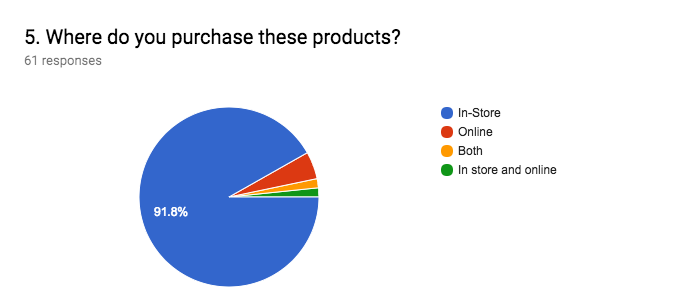 5. Where do you purchase these products?
61 responses
In-Store
Online
Both
In store and online
91.8%